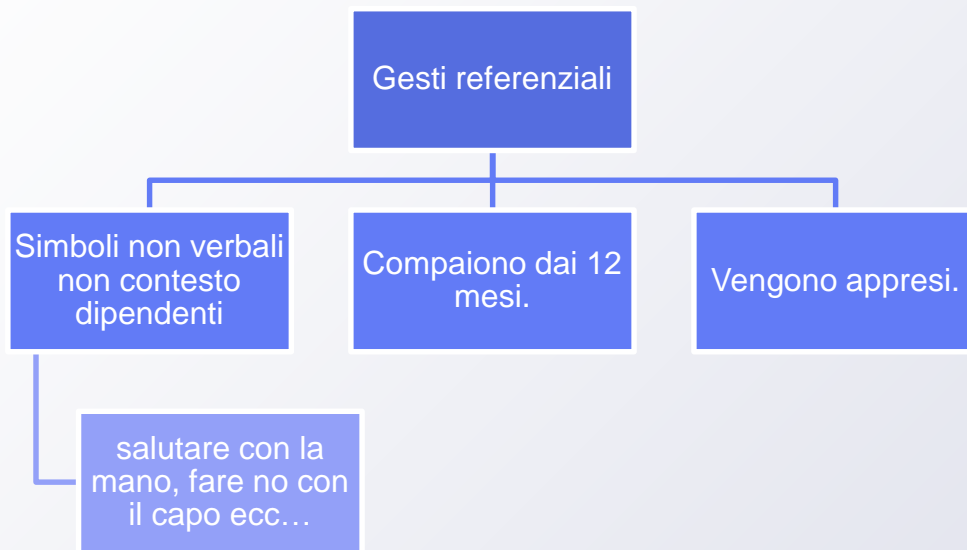 Gesti referenziali
Simboli non verbali
non contesto
dipendenti
Compaiono dai 12
mesi.
Vengono appresi.
salutare con la
mano, fare no con
il capo ecc…